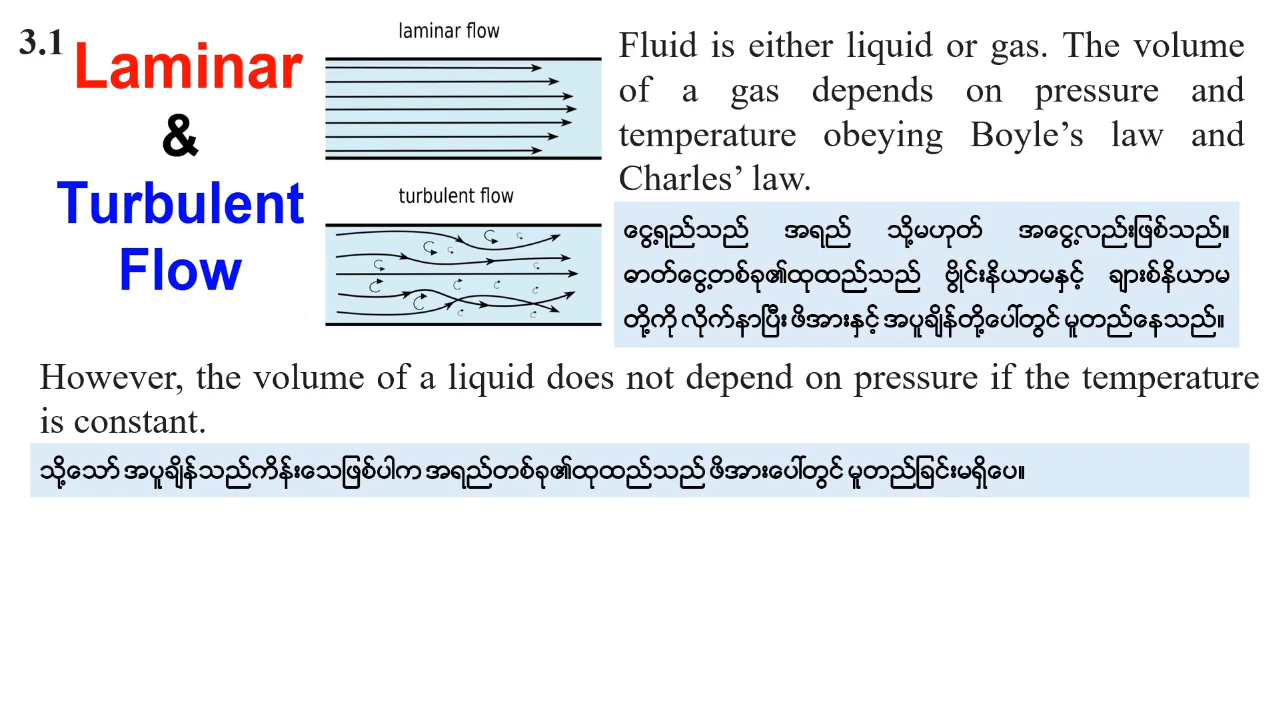 3.1
Laminar
&
Turbulent
Flow
laminar flow
turbulent flow
Fluid is either liquid or gas. The volume
of a gas depends on pressure and
temperature obeying Boyle’s law and
Charles’ law.
ငွေ့ရည်သည် အရည် သို့မဟုတ် အငွေ့လည်းဖြစ်သည်။
ဓာတ်ငွေ့တစ်ခု၏ထုထည်သည် ဗွိုင်းနိယာမနှင့် ချားစ်နိယာမ
တို့ကို လိုက်နာပြီး ဖိအားနှင့် အပူချိန်တို့ပေါ်တွင် မူတည်နေသည်။
However, the volume of a liquid does not depend on pressure if the temperature
is constant.
သို့သော် အပူချိန်သည်ကိန်းသေဖြစ်ပါက အရည်တစ်ခု၏ထုထည်သည် ဖိအားပေါ်တွင် မူတည်ခြင်းမရှိပေ။